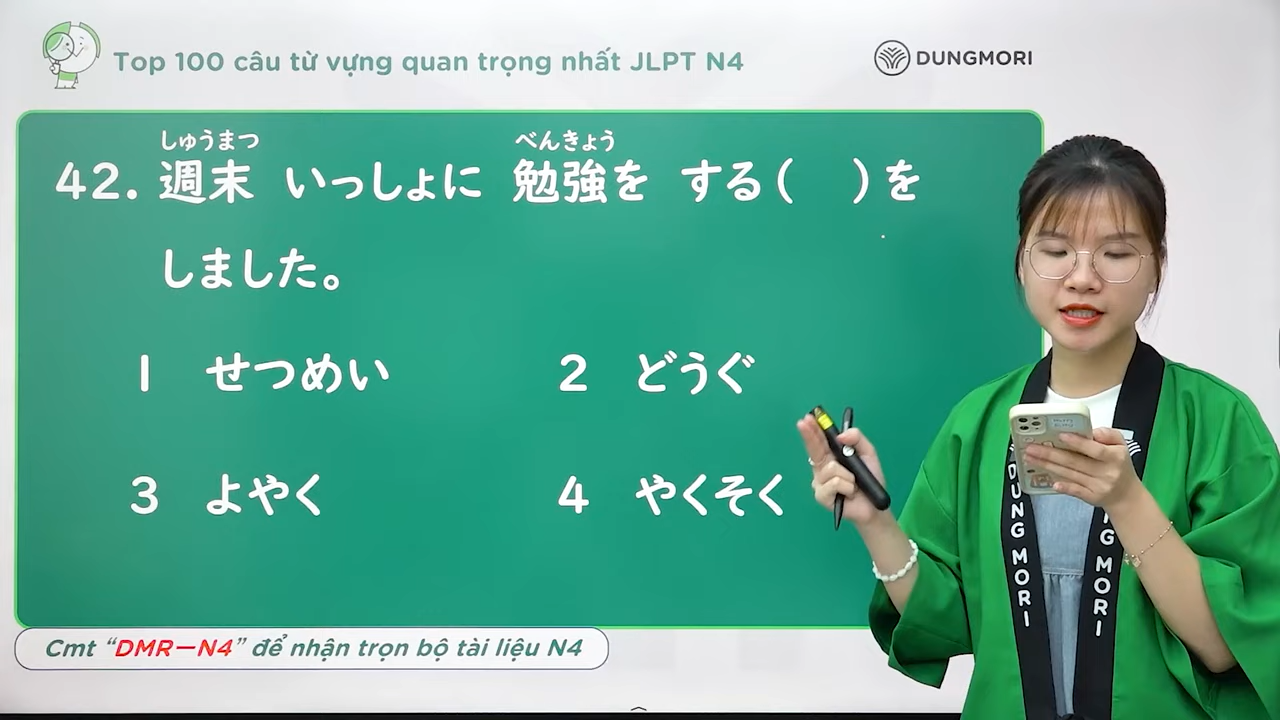 Top 100 câu từ vựng quan trọng nhất JLPT N4
DUNGMORI
しゅうまつ べんきょう
42. 週末 いっしょに 勉強を する( )を
しました。
1 せつめい 2 どうぐ
3 よやく 4 やくそく
Cmt “DMR–N4” để nhận trọn bộ tài liệu N4
DUNG MORI
NG MORI